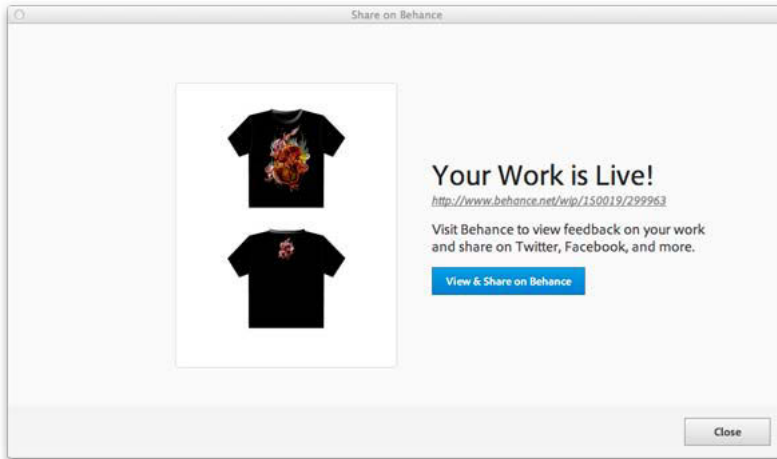 Share on Behance
Your Work is Live!
http://www.behance.net/wip/150019/299963
Visit Behance to view feedback on your work
and share on Twitter, Facebook, and more.
View & Share on Behance
Close